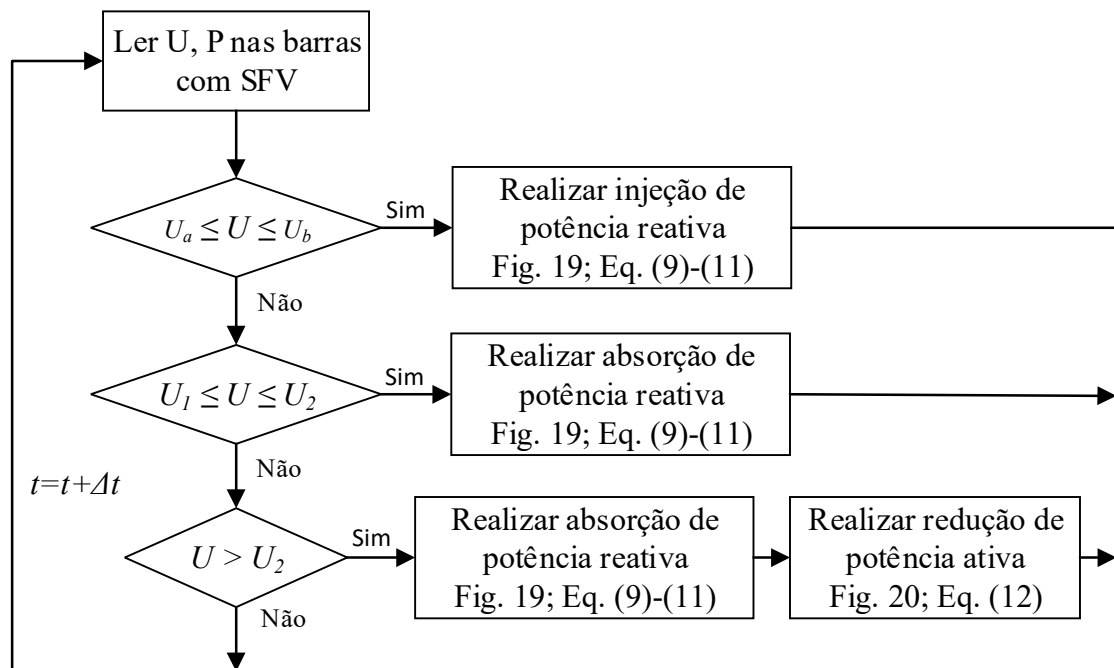 Ler U, P nas barras
com SFV
Ua ≤ U ≤ Ub
Sim
Realizar injeção de
potência reativa
Fig. 19; Eq. (9)-(11)
Não
U1 ≤ U ≤ U2
Sim
Realizar absorção de
potência reativa
Fig. 19; Eq. (9)-(11)
Não
t=t+Δt
U > U2
Sim
Realizar absorção de
potência reativa
Fig. 19; Eq. (9)-(11)
Realizar redução de
potência ativa
Fig. 20; Eq. (12)
Não